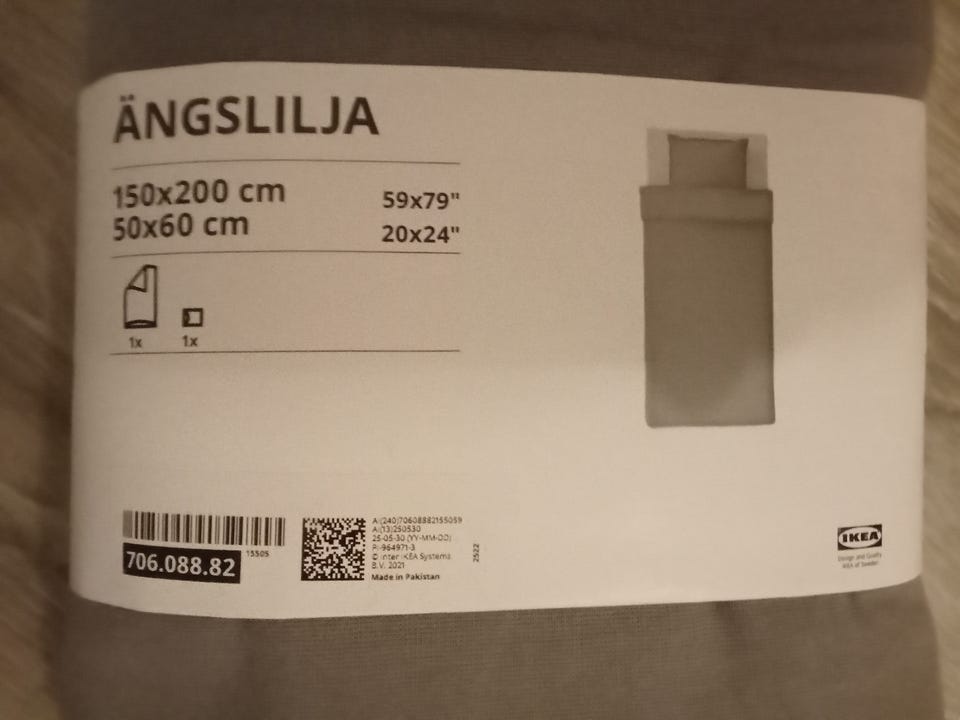 ÄNGSLILJA
150x200 cm 59x79"
50x60 cm 20x24"
1x 1x
706.088.82
15505
AI(240)70608882155059
AI(13)250530
25-05-30 (YY-MM-DD)
PI-964971-3
© Inter IKEA Systems
B.V. 2021
Made in Pakistan
2522
IKEA
Design and Quality
IKEA of Sweden